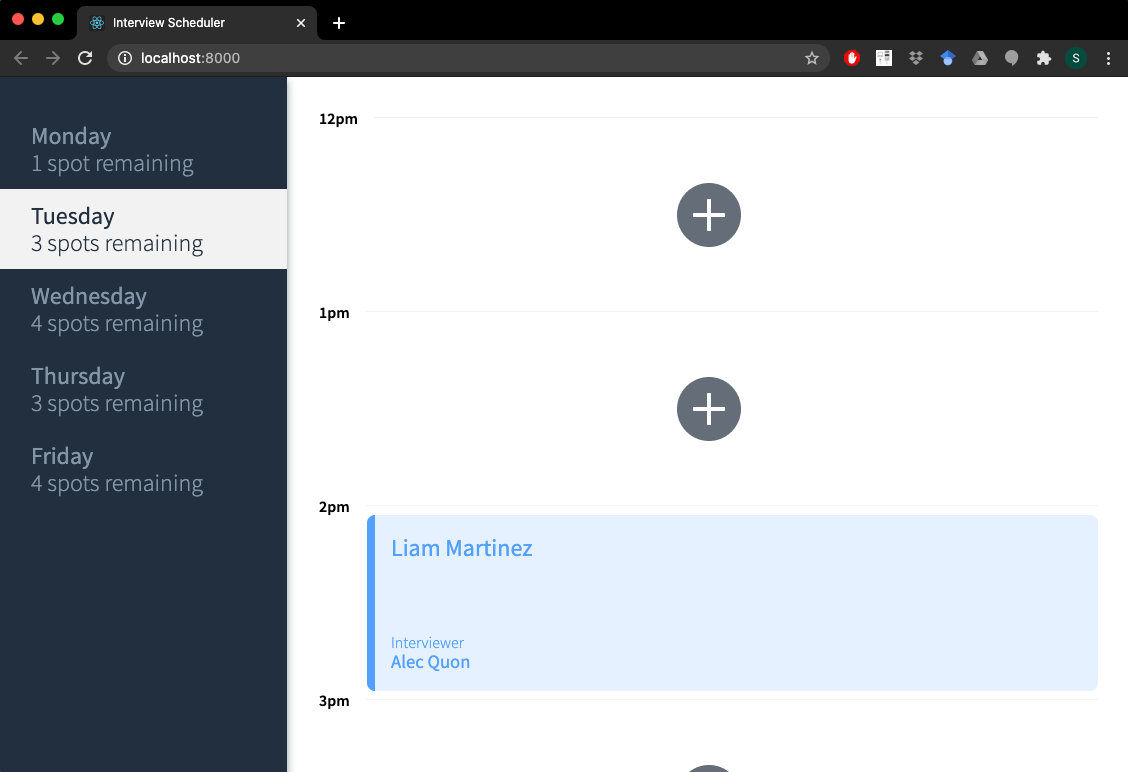 Interview Scheduler
localhost:8000
S
Monday
1 spot remaining
Tuesday
3 spots remaining
Wednesday
4 spots remaining
Thursday
3 spots remaining
Friday
4 spots remaining
12pm
1pm
2pm
Liam Martinez
Interviewer
Alec Quon
3pm